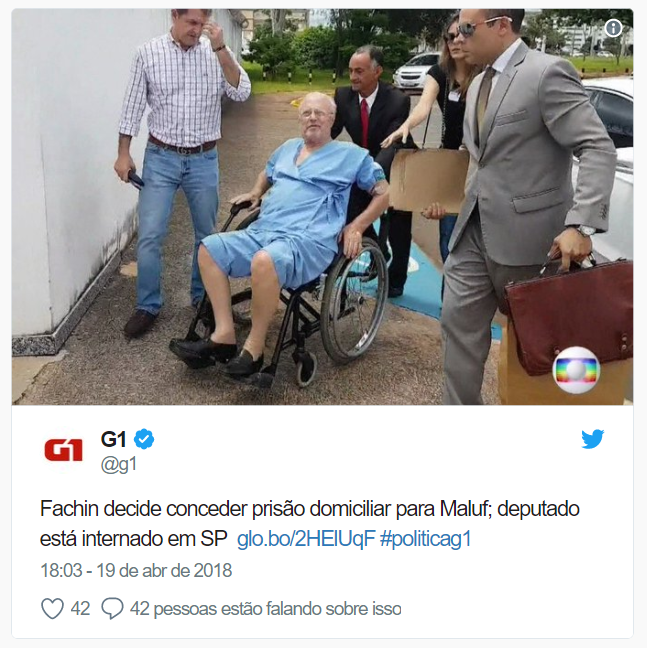 G1
G1
@g1
Fachin decide conceder prisão domiciliar para Maluf; deputado
está internado em SP glo.bo/2HElUqF #politicag1
18:03 - 19 de abr de 2018
42 42 pessoas estão falando sobre isso